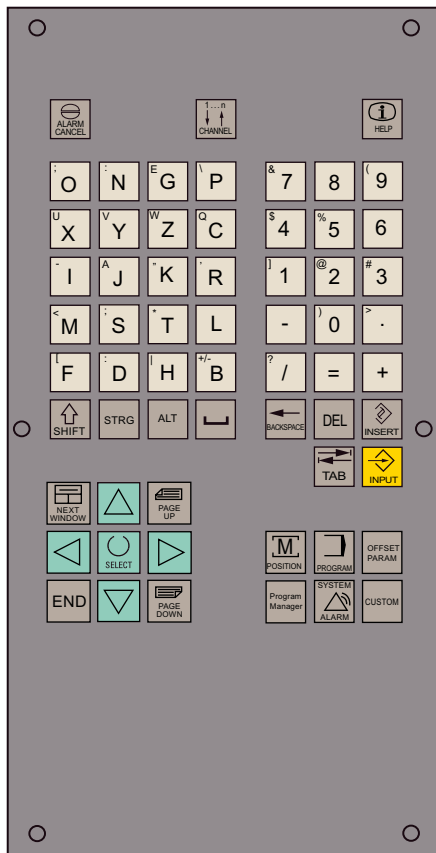 1...n
ALARM CANCEL CHANNEL HELP
; O : N E G \ P & 7 8 ( 9
U X V Y W Z Q C $ 4 % 5 6
- I A J " K ' R ] 1 @ 2 # 3
< M ; S * T L - ) 0 > .
[ F : D | H +/- B ? / = +
SHIFT STRG ALT BACKSPACE DEL INSERT
TAB INPUT
NEXT WINDOW PAGE UP
SELECT M POSITION PROGRAM OFFSET PARAM
END PAGE DOWN Program Manager SYSTEM ALARM CUSTOM